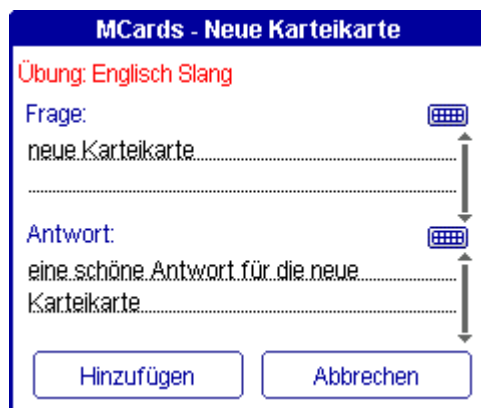 MCards - Neue Karteikarte
Übung: Englisch Slang
Frage:
neue Karteikarte
Antwort:
eine schöne Antwort für die neue
Karteikarte
Hinzufügen
Abbrechen